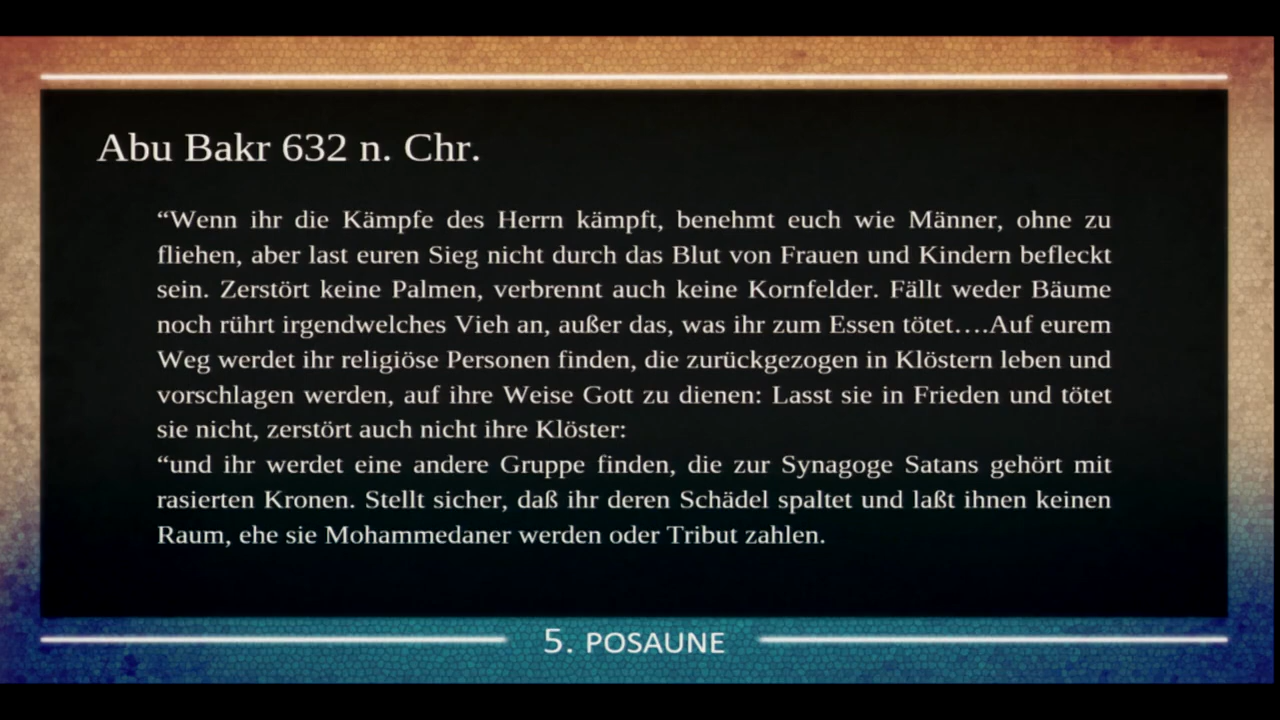 Abu Bakr 632 n. Chr.
“Wenn ihr die Kämpfe des Herrn kämpft, benehmt euch wie Männer, ohne zu
fliehen, aber last euren Sieg nicht durch das Blut von Frauen und Kindern befleckt
sein. Zerstört keine Palmen, verbrennt auch keine Kornfelder. Fällt weder Bäume
noch rührt irgendwelches Vieh an, außer das, was ihr zum Essen tötet….Auf eurem
Weg werdet ihr religiöse Personen finden, die zurückgezogen in Klöstern leben und
vorschlagen werden, auf ihre Weise Gott zu dienen: Lasst sie in Frieden und tötet
sie nicht, zerstört auch nicht ihre Klöster:
“und ihr werdet eine andere Gruppe finden, die zur Synagoge Satans gehört mit
rasierten Kronen. Stellt sicher, daß ihr deren Schädel spaltet und laßt ihnen keinen
Raum, ehe sie Mohammedaner werden oder Tribut zahlen.
5. POSAUNE